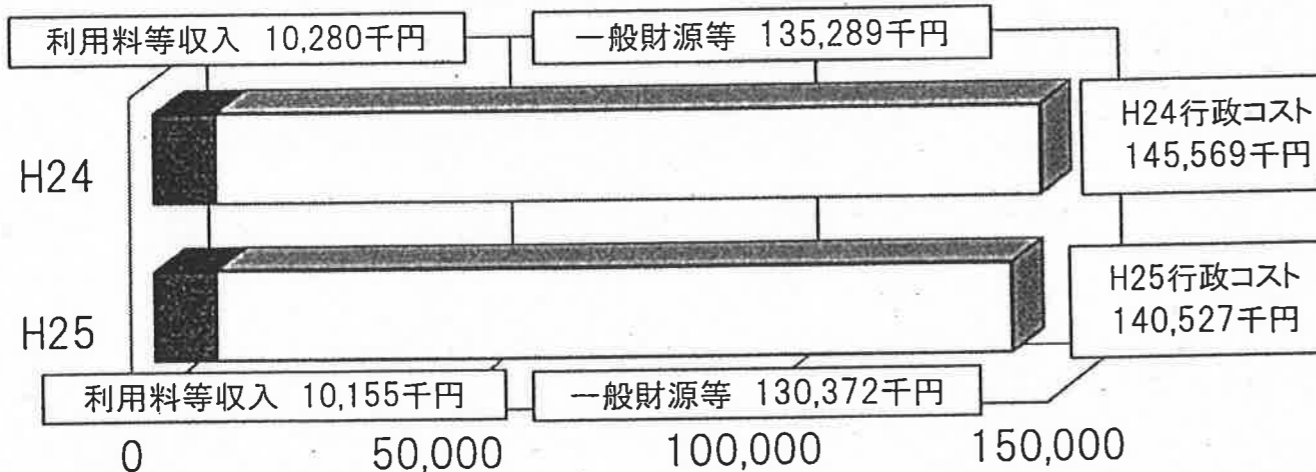 利用料等収入 10,280千円
一般財源等 135,289千円
H24
H24行政コスト
145,569千円
H25
H25行政コスト
140,527千円
利用料等収入 10,155千円
一般財源等 130,372千円
0 50,000 100,000 150,000